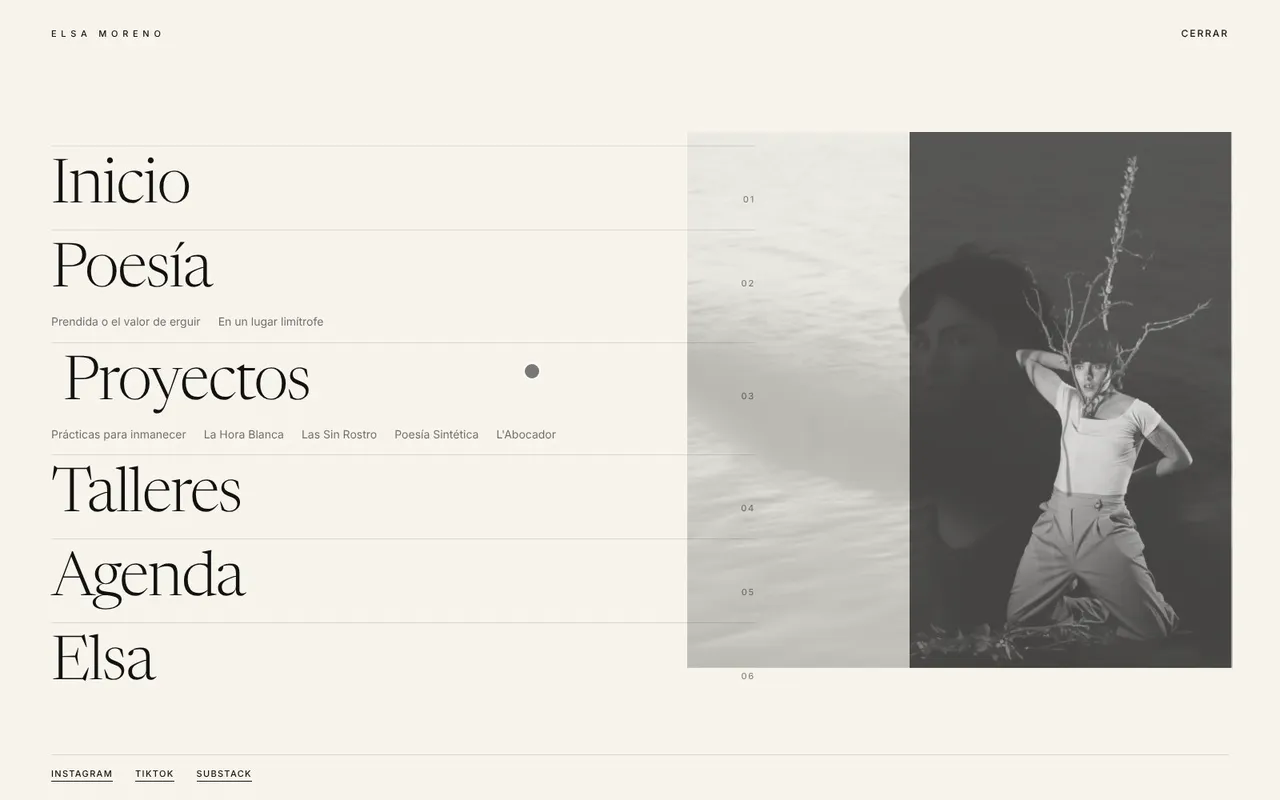 ELSA MORENO
CERRAR
Inicio
01
Poesía
02
Prendida o el valor de erguir En un lugar limítrofe
Proyectos
03
Prácticas para inmanecer La Hora Blanca Las Sin Rostro Poesía Sintética L'Abocador
Talleres
04
Agenda
05
Elsa
06
INSTAGRAM TIKTOK SUBSTACK